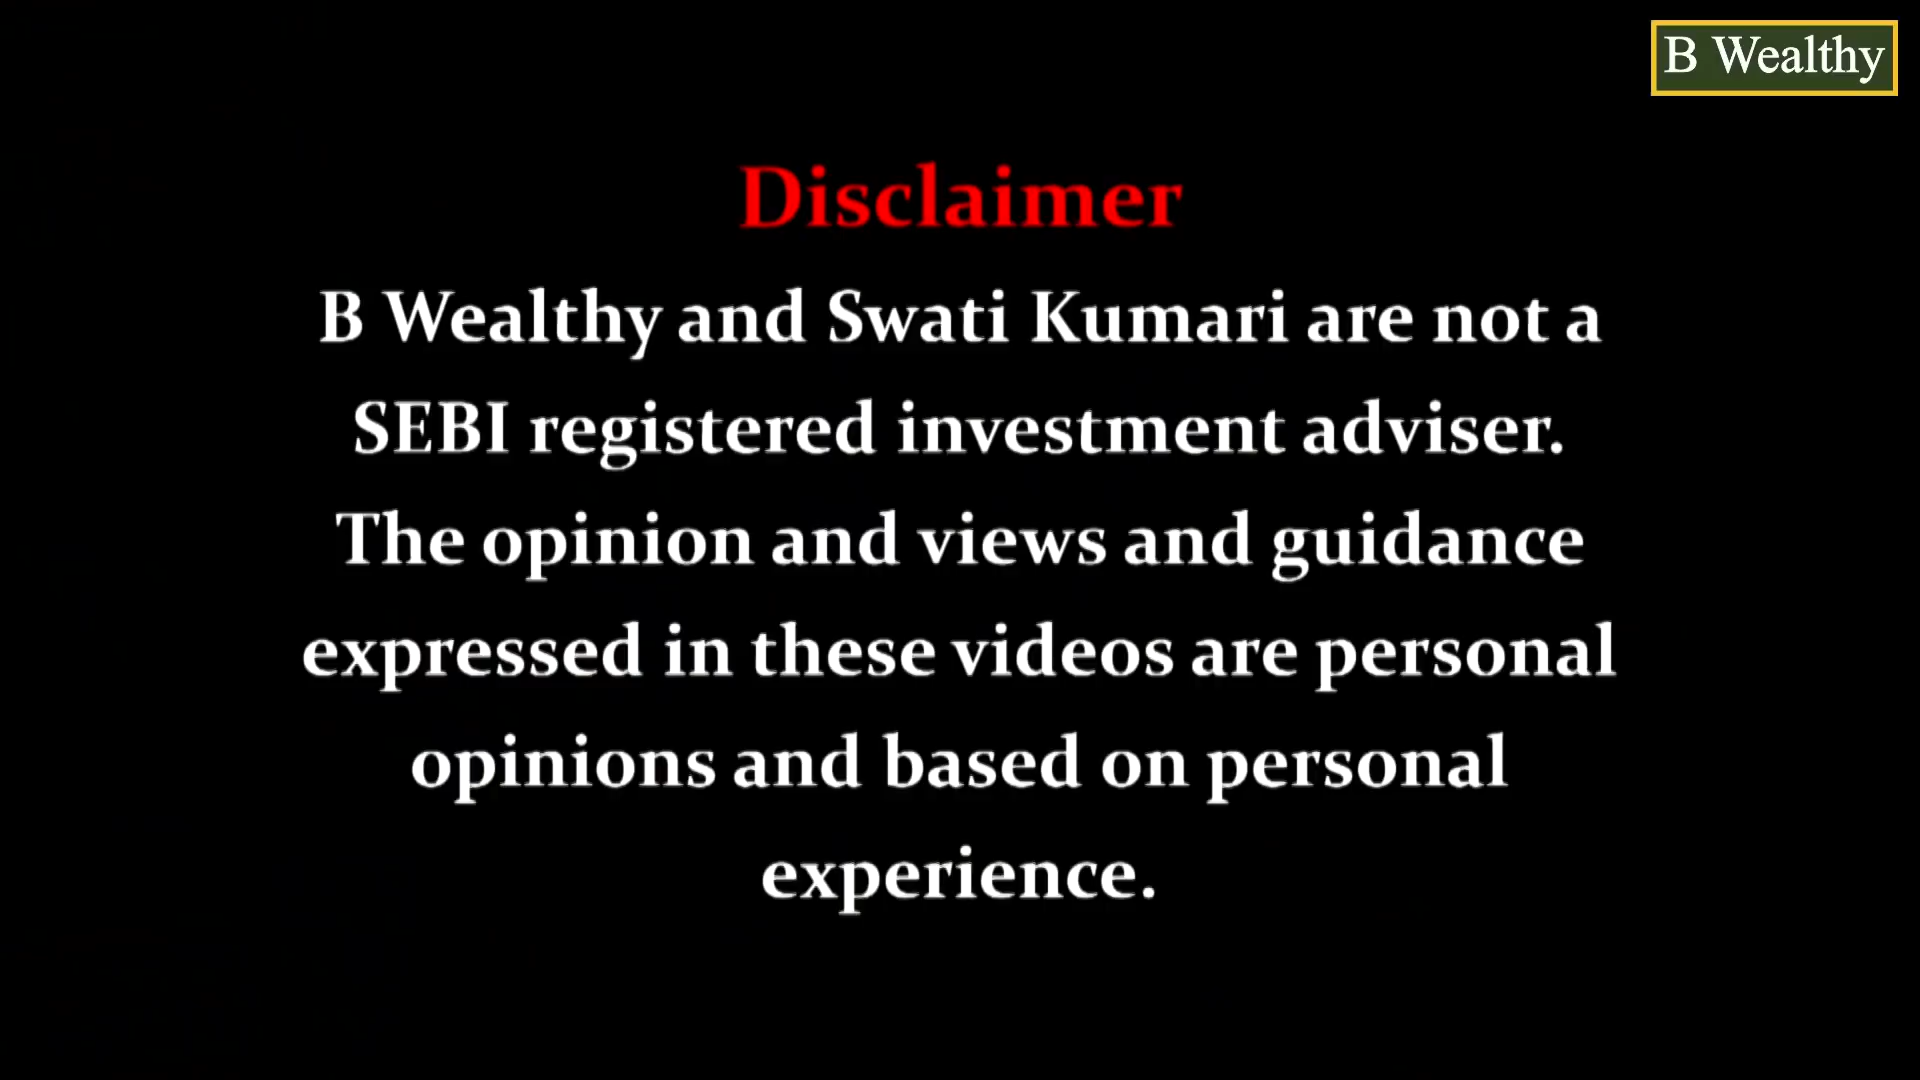 B Wealthy
Disclaimer
B Wealthy and Swati Kumari are not a
SEBI registered investment adviser.
The opinion and views and guidance
expressed in these videos are personal
opinions and based on personal
experience.